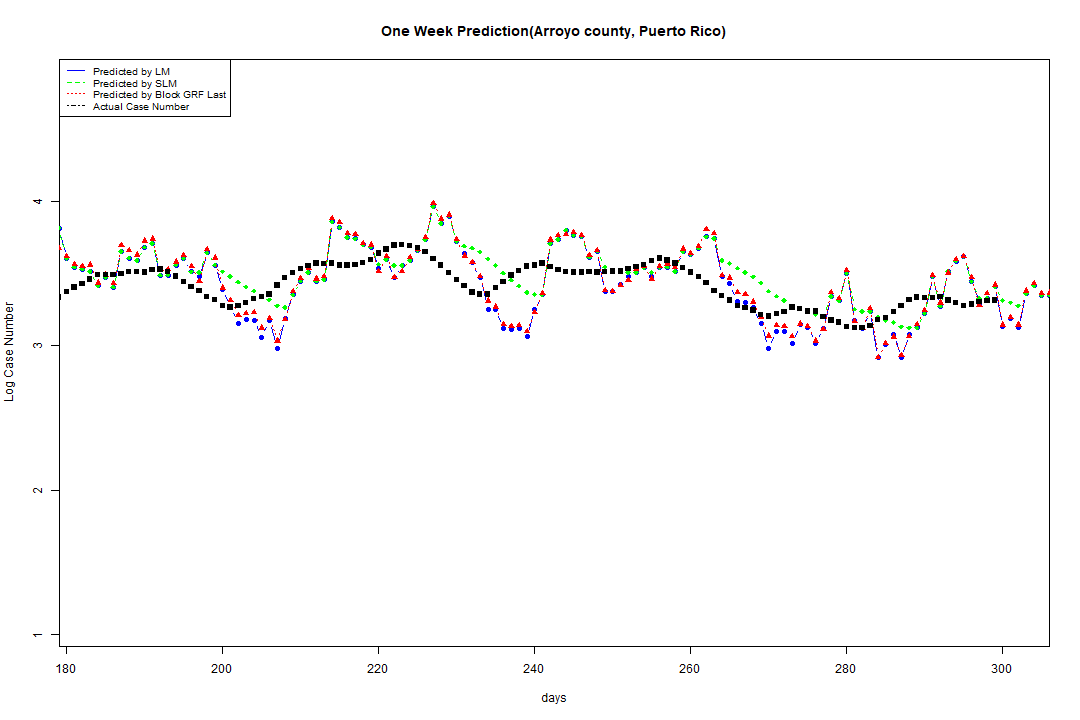 One Week Prediction(Arroyo county, Puerto Rico)
Predicted by LM
Predicted by SLM
Predicted by Block GRF Last
Actual Case Number
4
3
2
1
Log Case Number
180 200 220 240 260 280 300
days